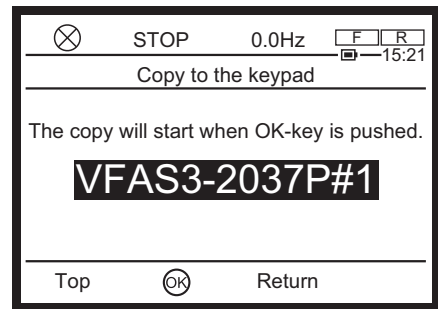 STOP 0.0Hz F R
15:21
Copy to the keypad
The copy will start when OK-key is pushed.
VFAS3-2037P#1
Top OK Return